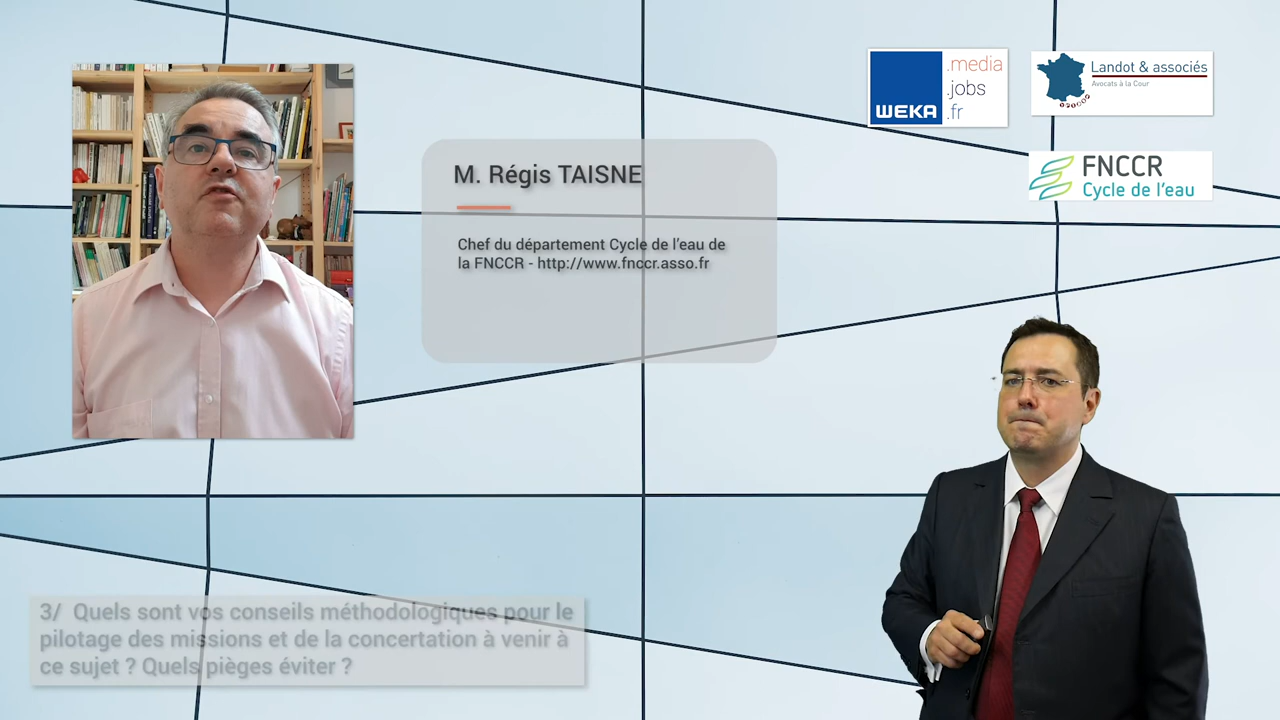 WEKA
.media
.jobs
.fr
Landot & associés
Avocats à la Cour
FNCCR
Cycle de l'eau
M. Régis TAISNE
Chef du département Cycle de l'eau de
la FNCCR - http://www.fnccr.asso.fr
3/ Quels sont vos conseils méthodologiques pour le
pilotage des missions et de la concertation à venir à
ce sujet ? Quels pièges éviter ?